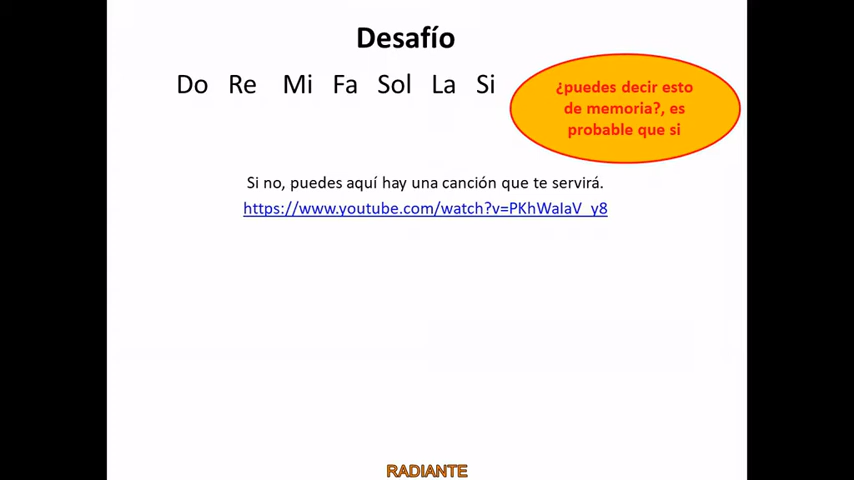 Desafío
Do Re Mi Fa Sol La Si
¿puedes decir esto
de memoria?, es
probable que si
Si no, puedes aquí hay una canción que te servirá.
https://www.youtube.com/watch?v=PKhWaIaV_y8
RADIANTE